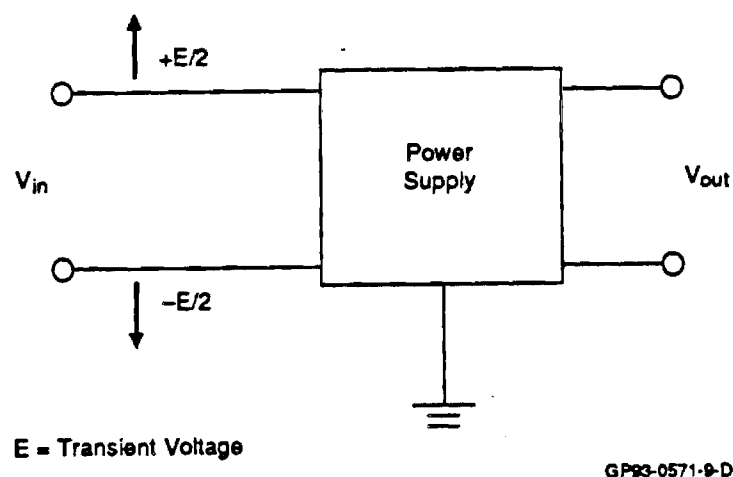 +E/2
Power
Supply
V_in
V_out
–E/2
E = Transient Voltage
GP93-0571-9-D